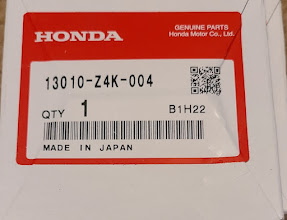 HONDA
GENUINE PARTS
Honda Motor Co., Ltd.
13010-Z4K-004
QTY 1 B1H22
MADE IN JAPAN